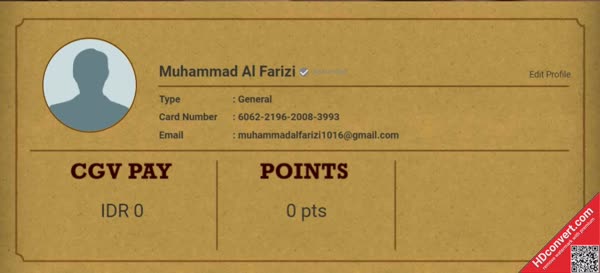 Muhammad Al Farizi
Edit Profile
Type : General
Card Number : 6062-2196-2008-3993
Email : muhammadalfarizi1016@gmail.com
CGV PAY
POINTS
IDR 0
0 pts
HDconvert.com